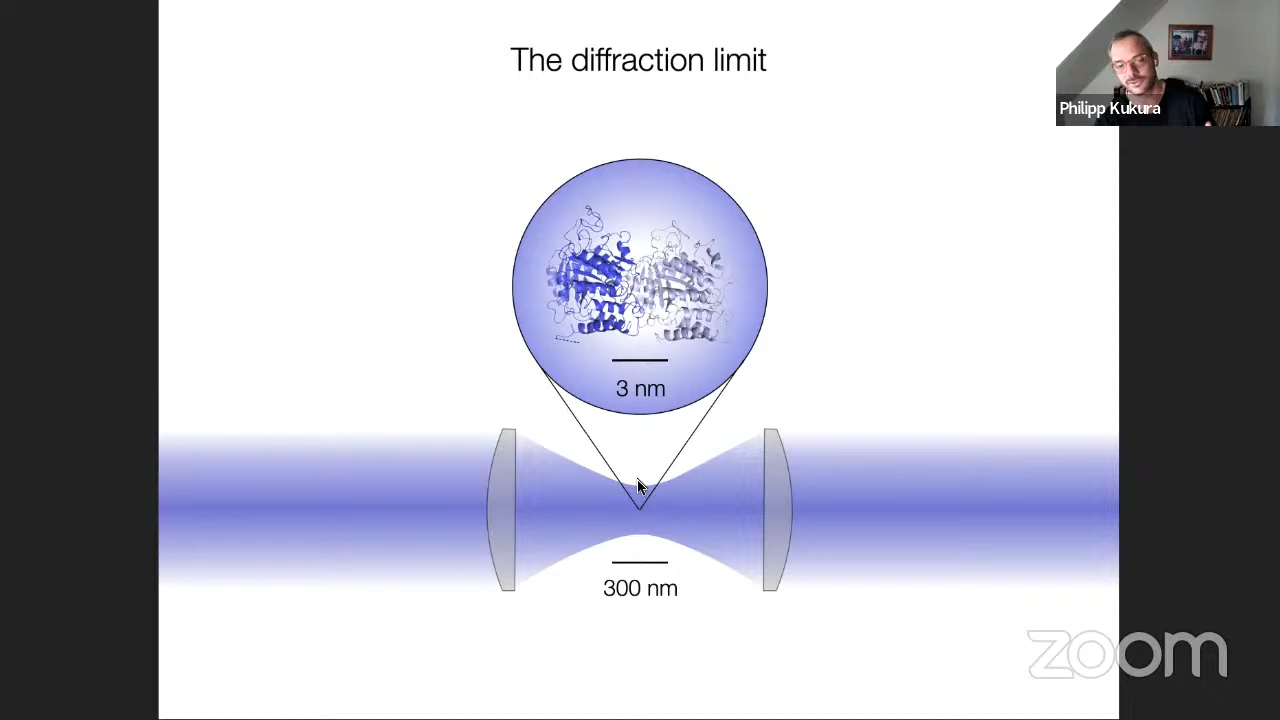 The diffraction limit
Philipp Kukura
3 nm
300 nm
zoom